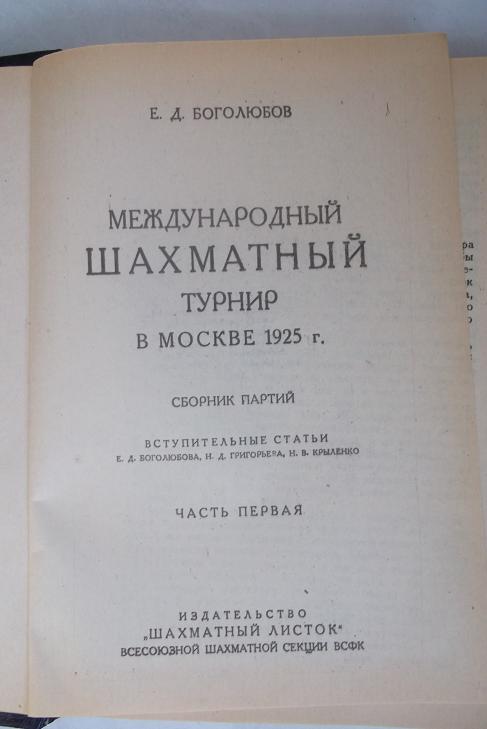 Е. Д. БОГОЛЮБОВ
МЕЖДУНАРОДНЫЙ
ШАХМАТНЫЙ
ТУРНИР
В МОСКВЕ 1925 г.
СБОРНИК ПАРТИЙ
ВСТУПИТЕЛЬНЫЕ СТАТЬИ
Е. Д. БОГОЛЮБОВА, Н. Д. ГРИГОРЬЕВА, Н. В. КРЫЛЕНКО
ЧАСТЬ ПЕРВАЯ
ИЗДАТЕЛЬСТВО
„ШАХМАТНЫЙ ЛИСТОК“
ВСЕСОЮЗНОЙ ШАХМАТНОЙ СЕКЦИИ ВСФК